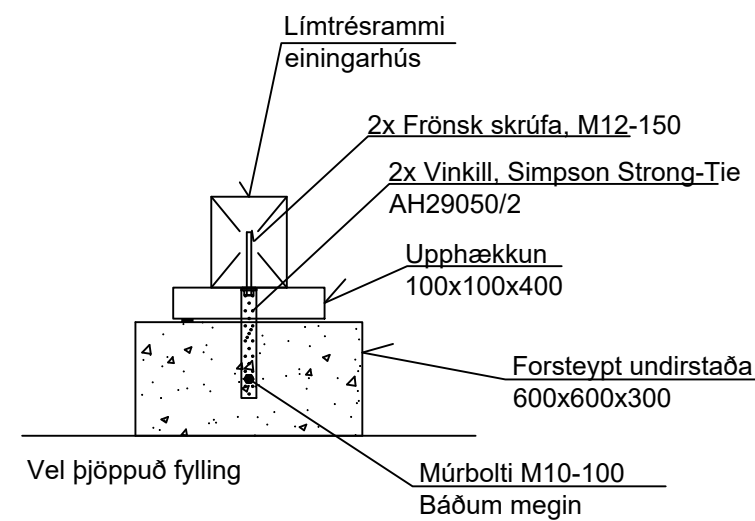 Límtrésrammi
einingarhús
2x Frönsk skrúfa, M12-150
2x Vinkill, Simpson Strong-Tie
AH29050/2
Upphækkun
100x100x400
Forsteypt undirstaða
600x600x300
Vel þjöppuð fylling
Múrbolti M10-100
Báðum megin